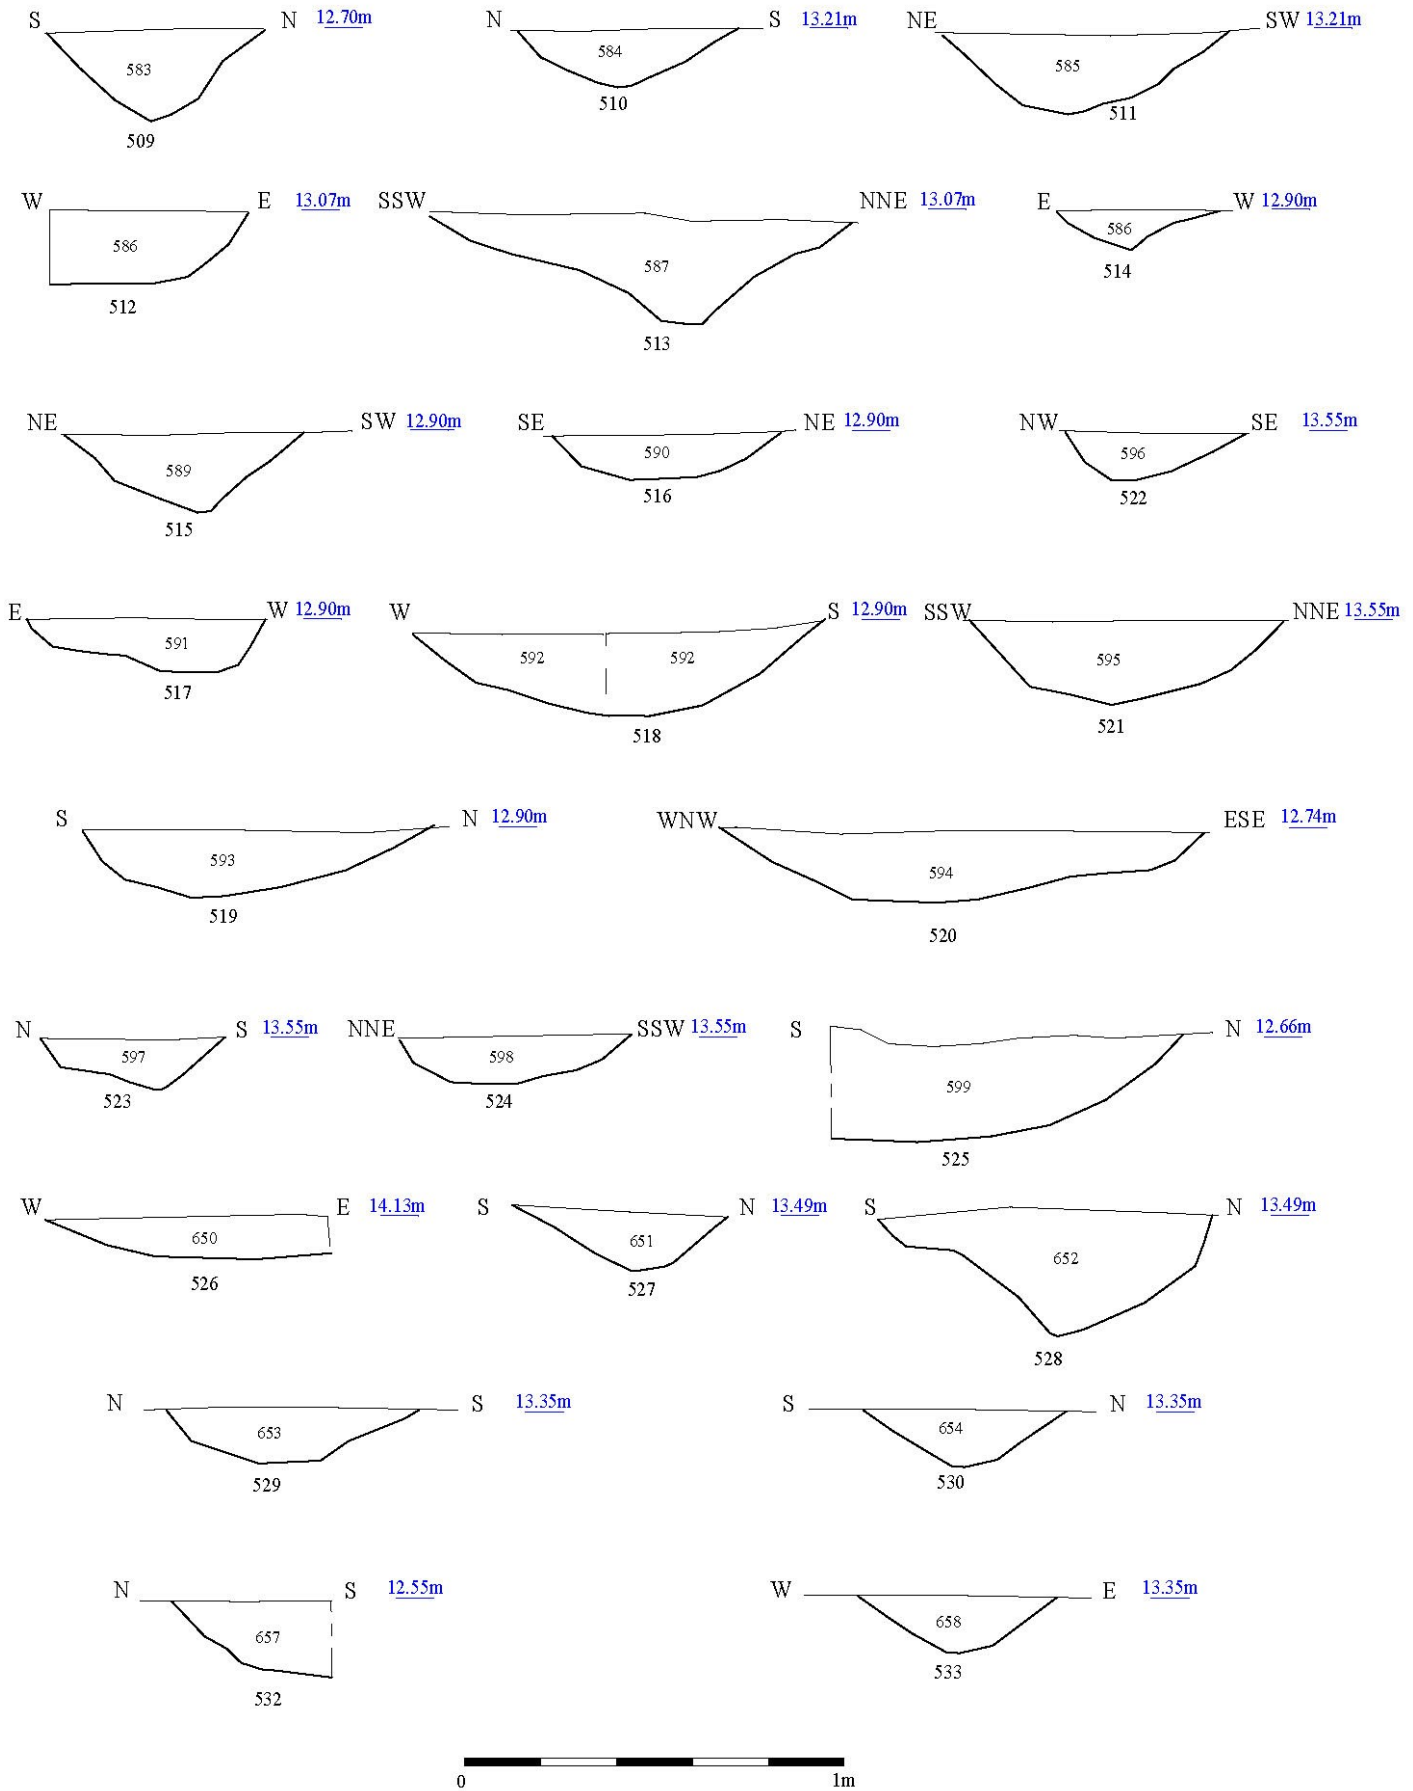 S N 12.70m N S 13.21m NE SW 13.21m
583 584 585
509 510 511
W E 13.07m SSW NNE 13.07m E W 12.90m
586 587 586
512 513 514
NE SW 12.90m SE NE 12.90m NW SE 13.55m
589 590 596
515 516 522
E W 12.90m W S 12.90m SSW NNE 13.55m
591 592 592 595
517 518 521
S N 12.90m WNW ESE 12.74m
593 594
519 520
N S 13.55m NNE SSW 13.55m S N 12.66m
597 598 599
523 524 525
W E 14.13m S N 13.49m S N 13.49m
650 651 652
526 527 528
N S 13.35m S N 13.35m
653 654
529 530
N S 12.55m W E 13.35m
657 658
532 533
0 1m